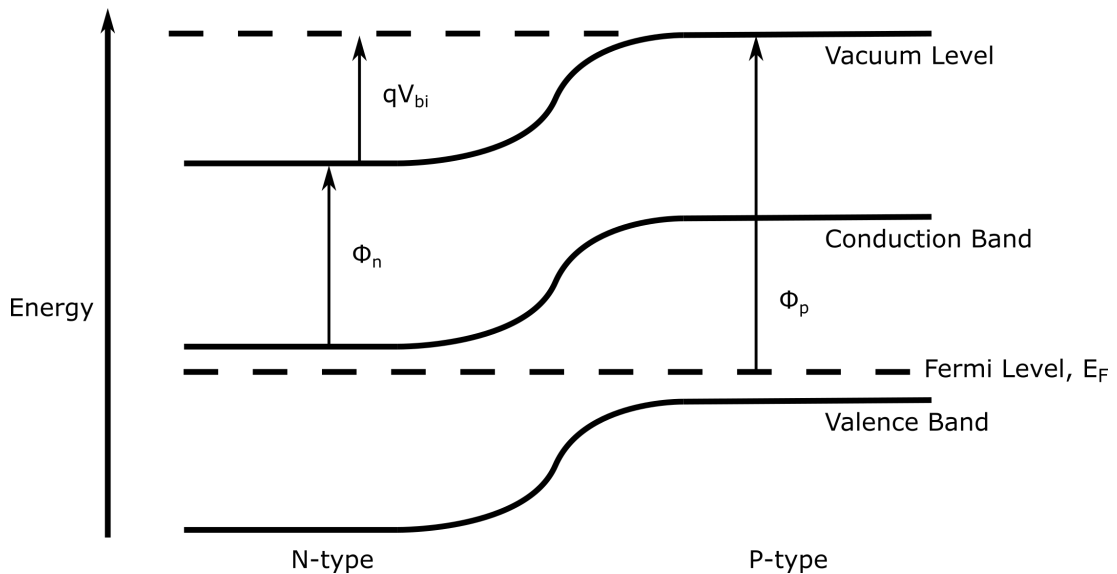 Vacuum Level
qV_bi
Conduction Band
Φ_n
Energy
Φ_p
Fermi Level, E_F
Valence Band
N-type
P-type